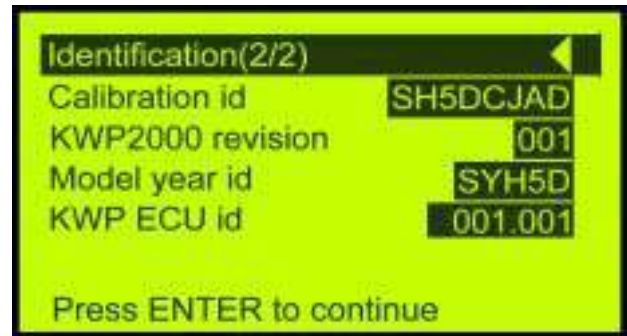 Identification(2/2)
Calibration id SH5DCJAD
KWP2000 revision 001
Model year id SYH5D
KWP ECU id 001.001
Press ENTER to continue